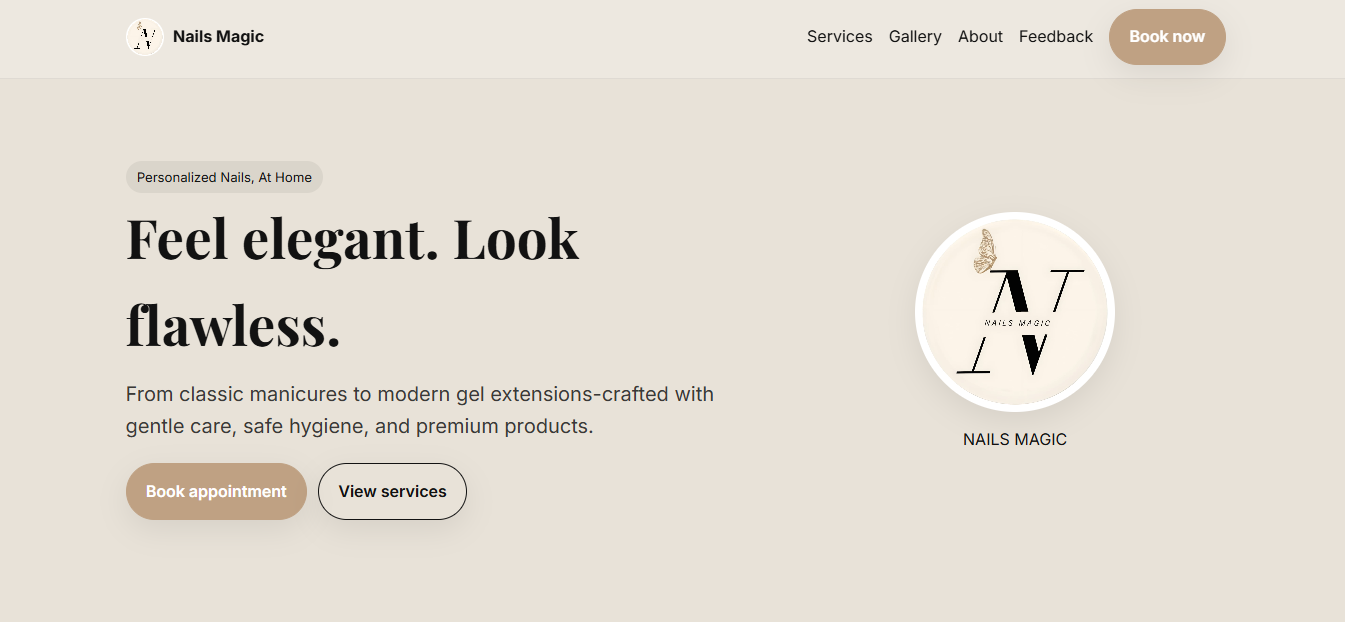 Nails Magic
Services Gallery About Feedback Book now
Personalized Nails, At Home
Feel elegant. Look
flawless.
From classic manicures to modern gel extensions-crafted with
gentle care, safe hygiene, and premium products.
Book appointment View services
N
NAILS MAGIC
NAILS MAGIC